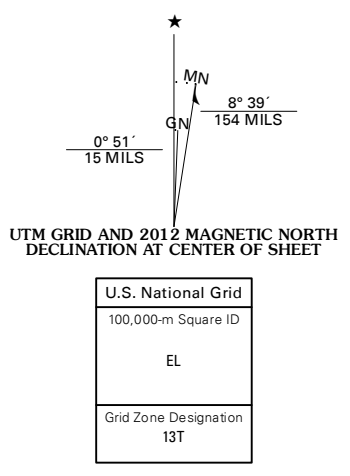 ★
MN
GN
8° 39´
154 MILS
0° 51´
15 MILS
UTM GRID AND 2012 MAGNETIC NORTH
DECLINATION AT CENTER OF SHEET
U.S. National Grid
100,000-m Square ID
EL
Grid Zone Designation
13T